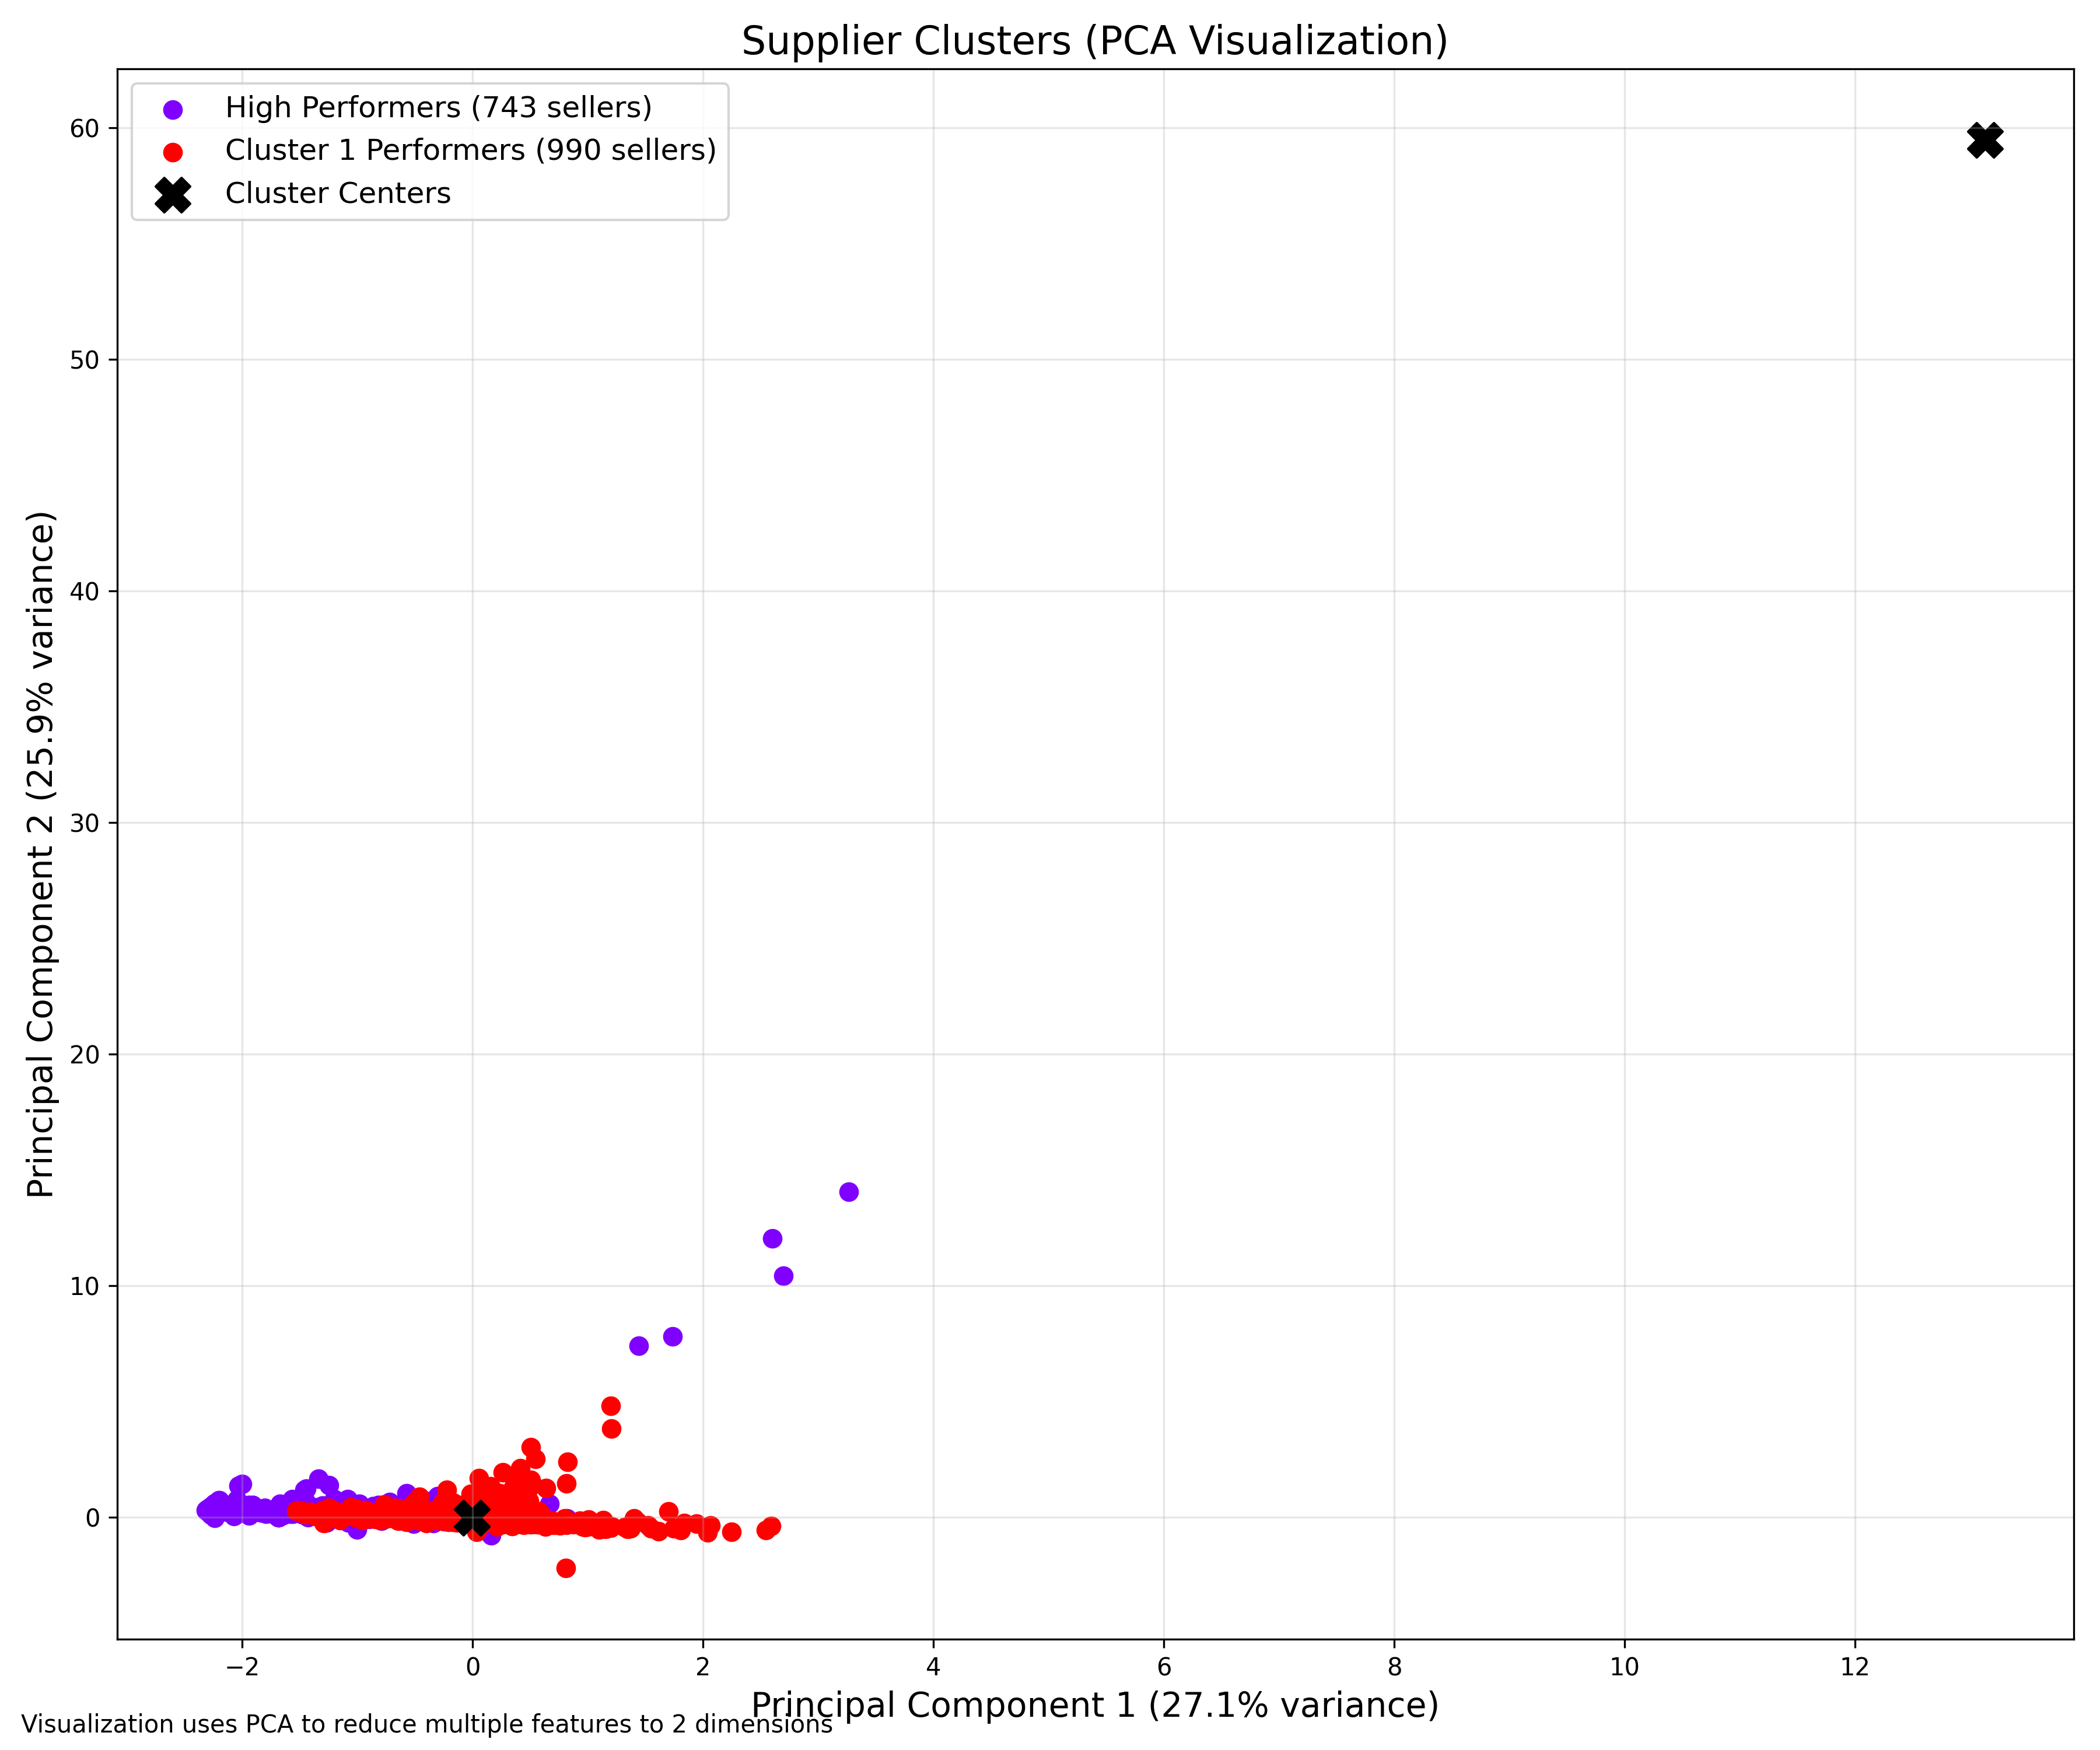 Supplier Clusters (PCA Visualization)
High Performers (743 sellers)
Cluster 1 Performers (990 sellers)
Cluster Centers
Principal Component 2 (25.9% variance)
60
50
40
30
20
10
0
−2
0
2
4
6
8
10
12
Principal Component 1 (27.1% variance)
Visualization uses PCA to reduce multiple features to 2 dimensions